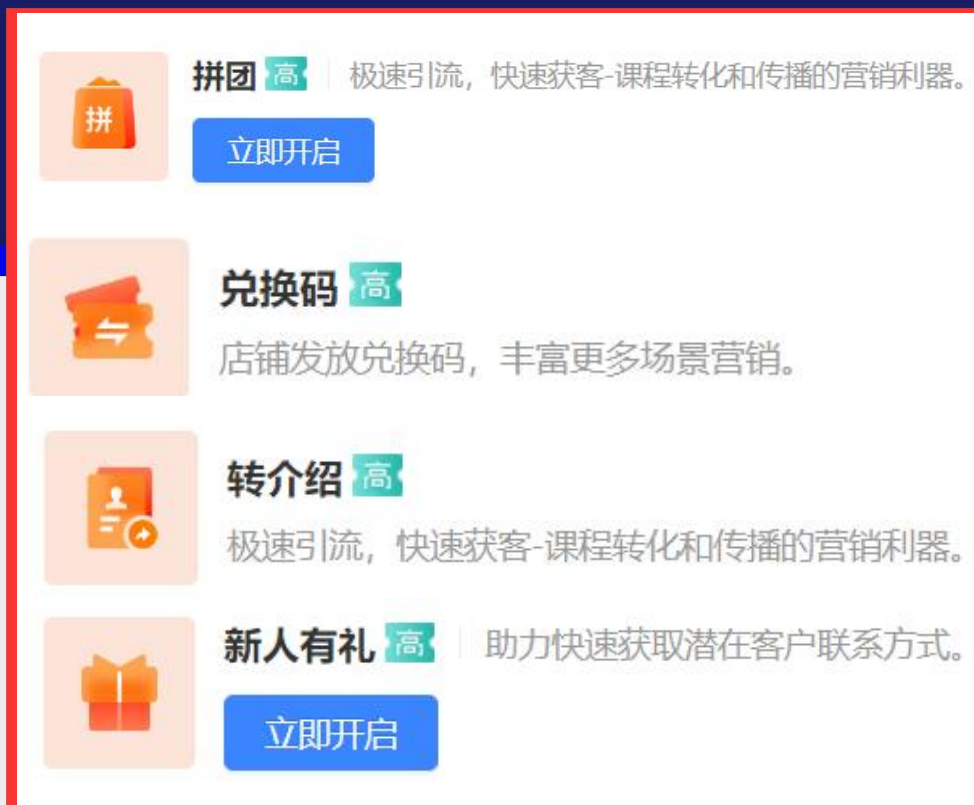 拼
拼团 高 极速引流，快速获客-课程转化和传播的营销利器。
立即开启
兑换码 高
店铺发放兑换码，丰富更多场景营销。
转介绍 高
极速引流，快速获客-课程转化和传播的营销利器。
新人有礼 高 助力快速获取潜在客户联系方式。
立即开启